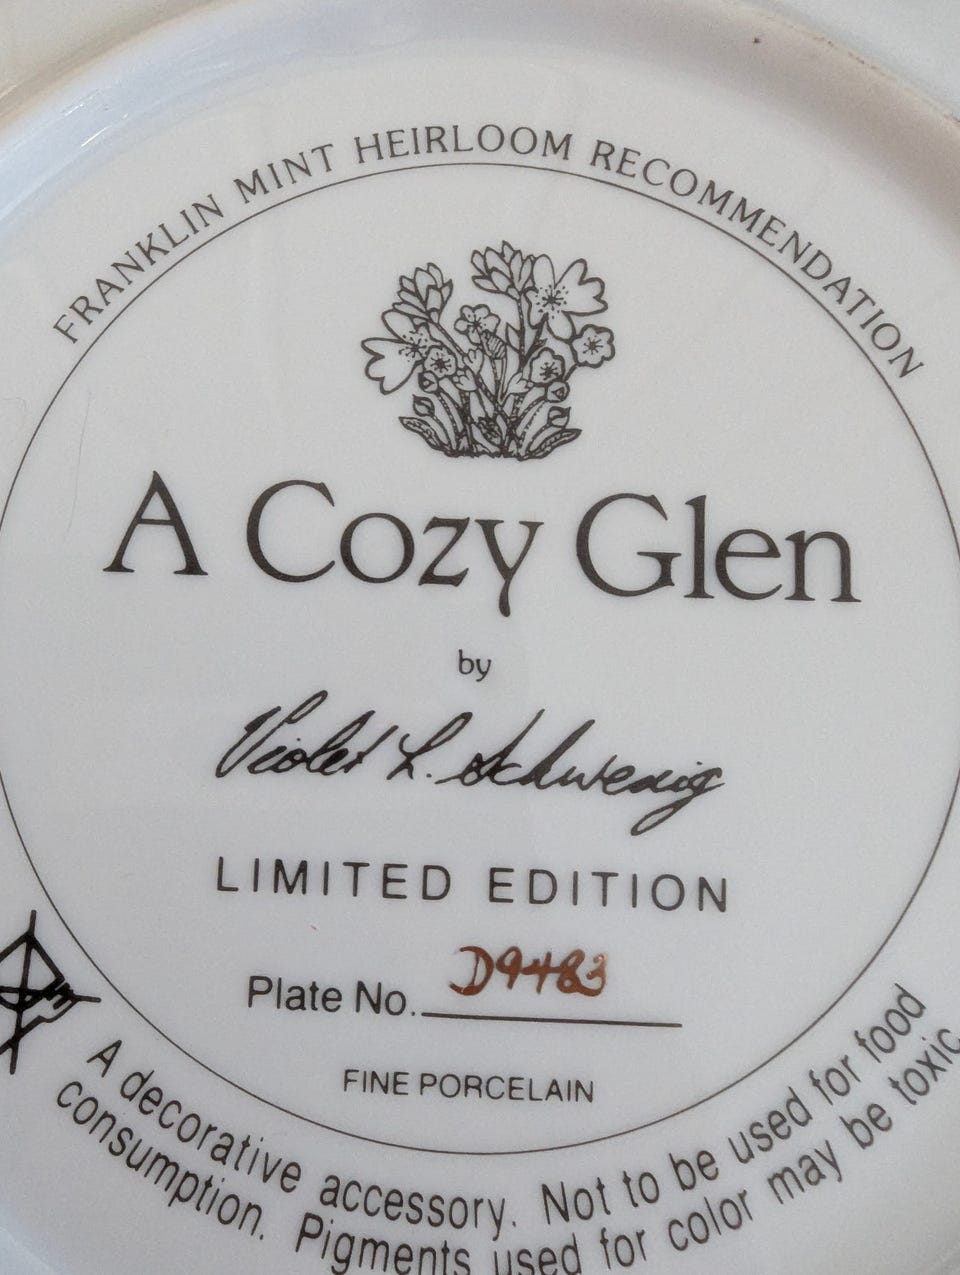 FRANKLIN MINT HEIRLOOM RECOMMENDATION
A Cozy Glen
by
Violet L. Schwenig
LIMITED EDITION
Plate No. D9483
FINE PORCELAIN
A decorative accessory. Not to be used for food
consumption. Pigments used for color may be toxic.